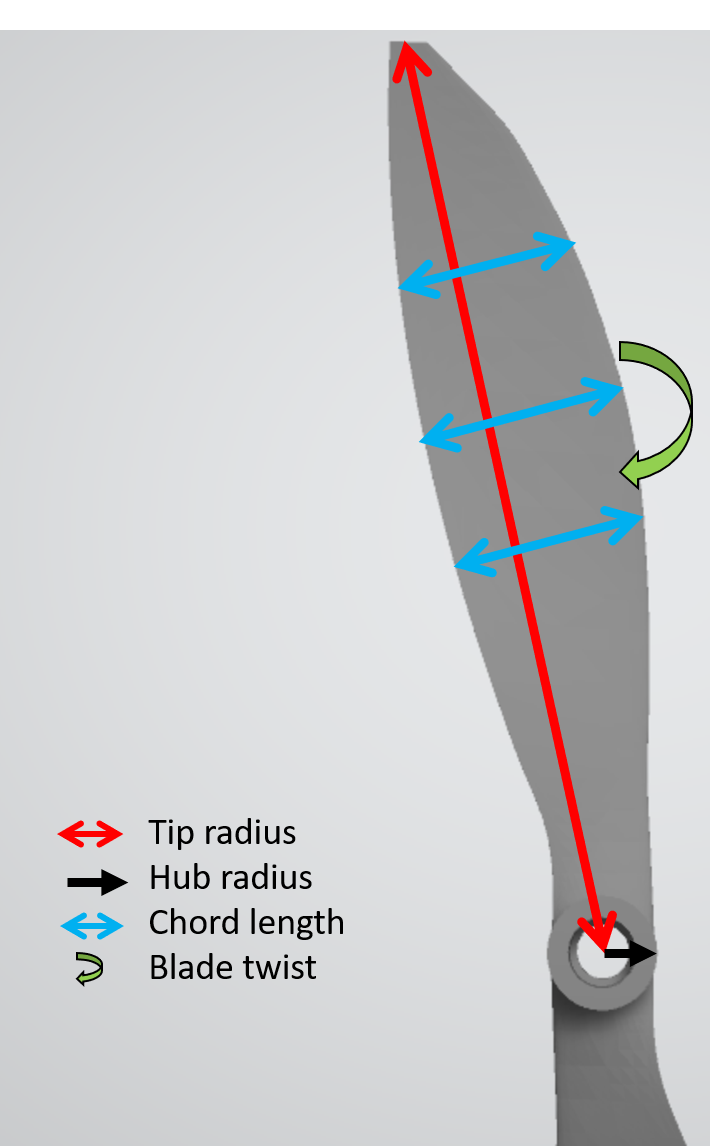 Tip radius
Hub radius
Chord length
Blade twist